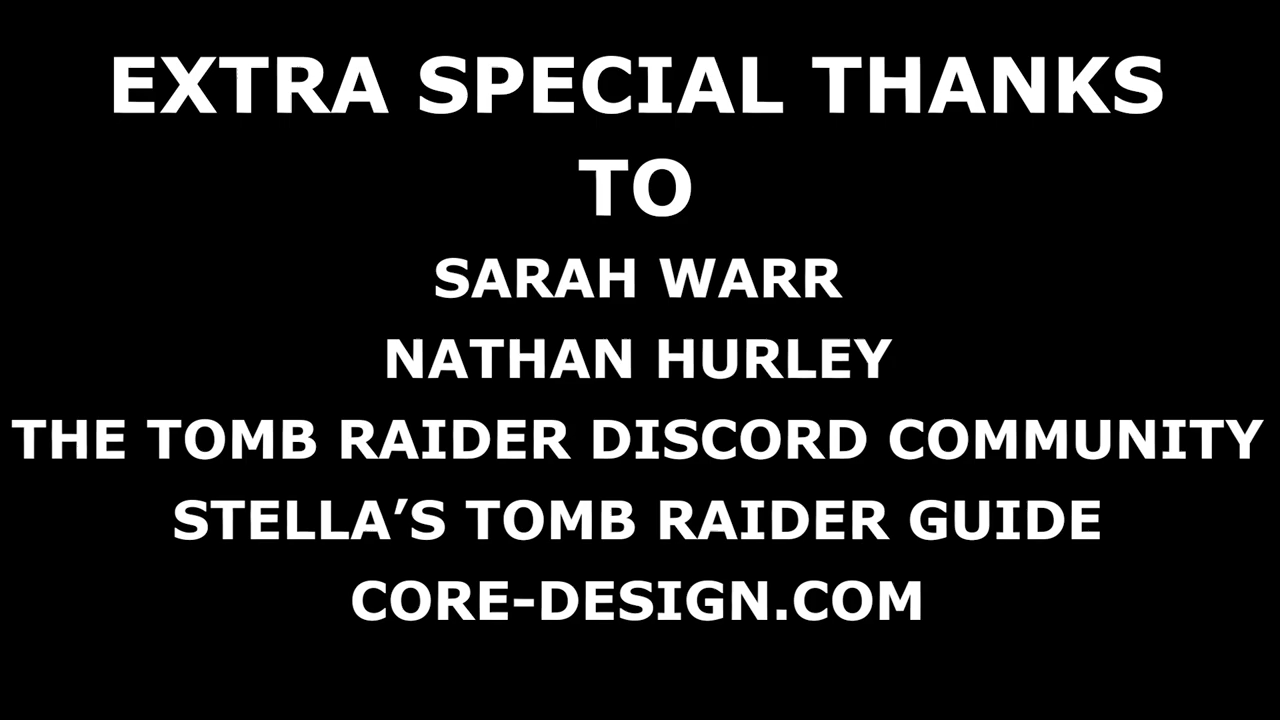 EXTRA SPECIAL THANKS
TO
SARAH WARR
NATHAN HURLEY
THE TOMB RAIDER DISCORD COMMUNITY
STELLA’S TOMB RAIDER GUIDE
CORE-DESIGN.COM